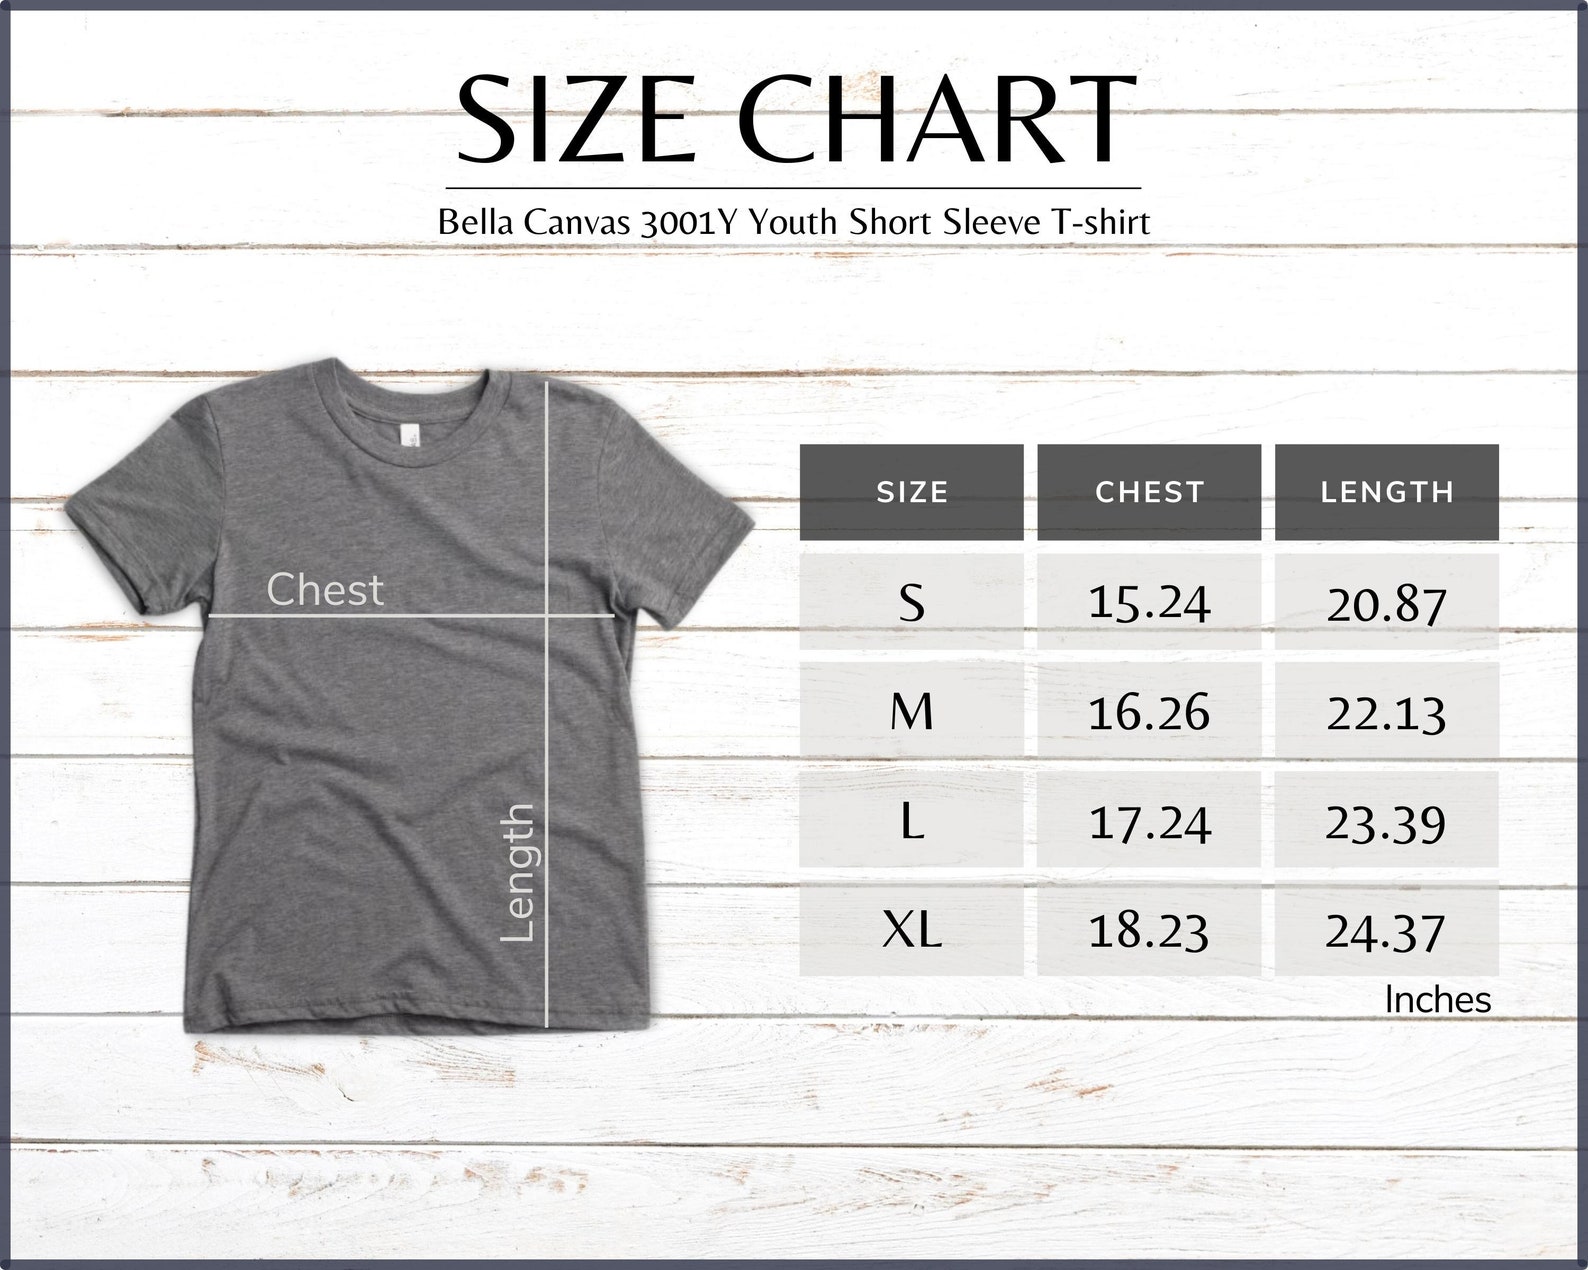 SIZE CHART
Bella Canvas 3001Y Youth Short Sleeve T-shirt
Chest
Length
SIZE CHEST LENGTH
S 15.24 20.87
M 16.26 22.13
L 17.24 23.39
XL 18.23 24.37
Inches